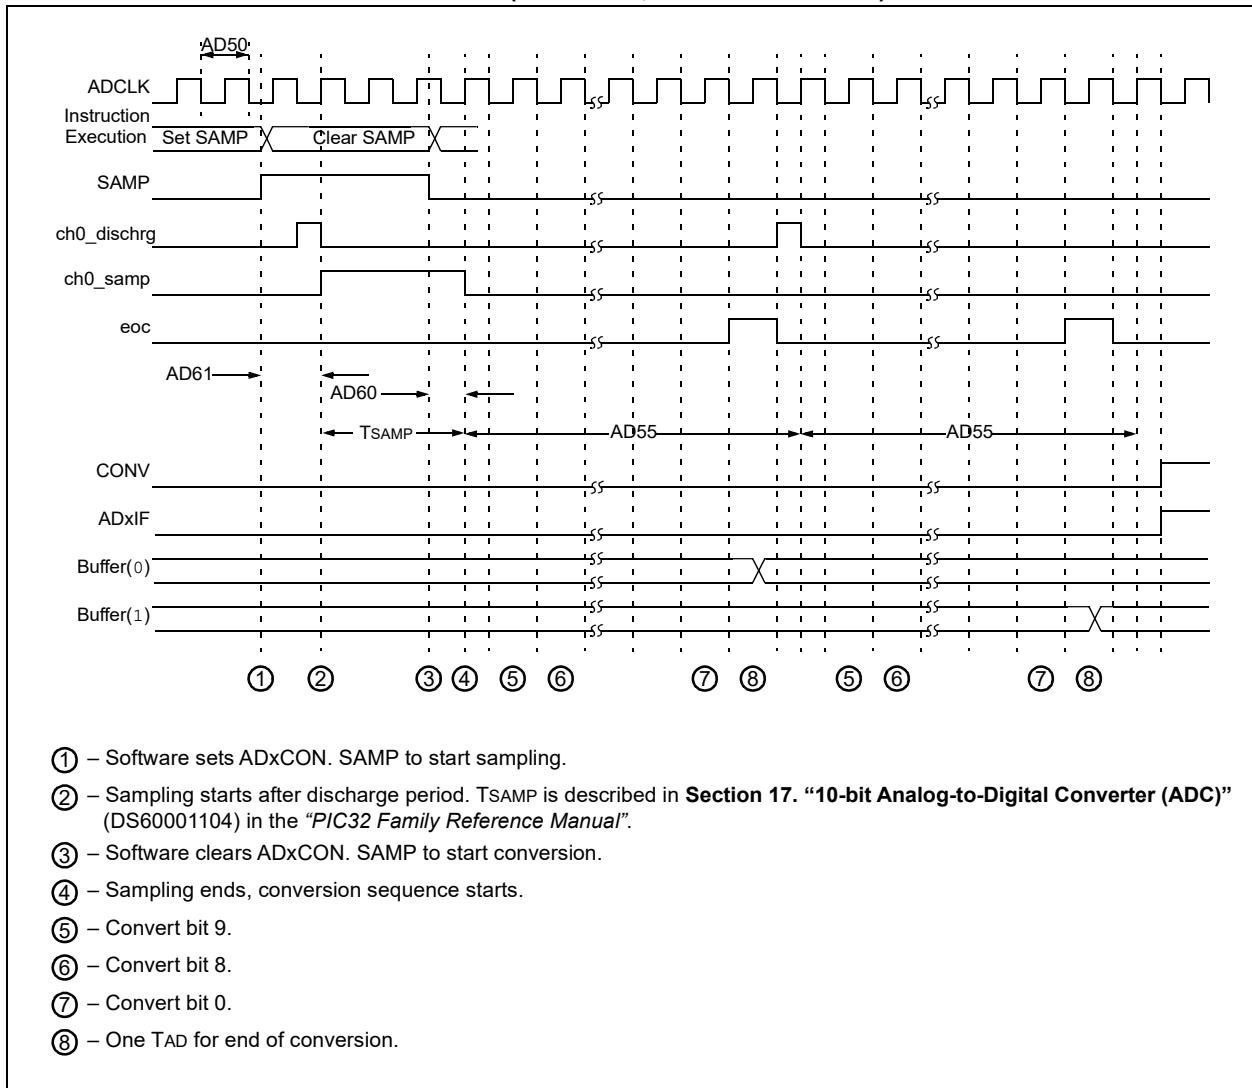 AD50
ADCLK
Instruction
Execution Set SAMP Clear SAMP
SAMP
ch0_dischrg
ch0_samp
eoc
AD61
AD60
TSAMP AD55 AD55
CONV
ADxIF
Buffer(0)
Buffer(1)
① ② ③ ④ ⑤ ⑥ ⑦ ⑧ ⑤ ⑥ ⑦ ⑧
① – Software sets ADxCON. SAMP to start sampling.
② – Sampling starts after discharge period. TSAMP is described in Section 17. “10-bit Analog-to-Digital Converter (ADC)”
(DS60001104) in the “PIC32 Family Reference Manual”.
③ – Software clears ADxCON. SAMP to start conversion.
④ – Sampling ends, conversion sequence starts.
⑤ – Convert bit 9.
⑥ – Convert bit 8.
⑦ – Convert bit 0.
⑧ – One TAD for end of conversion.